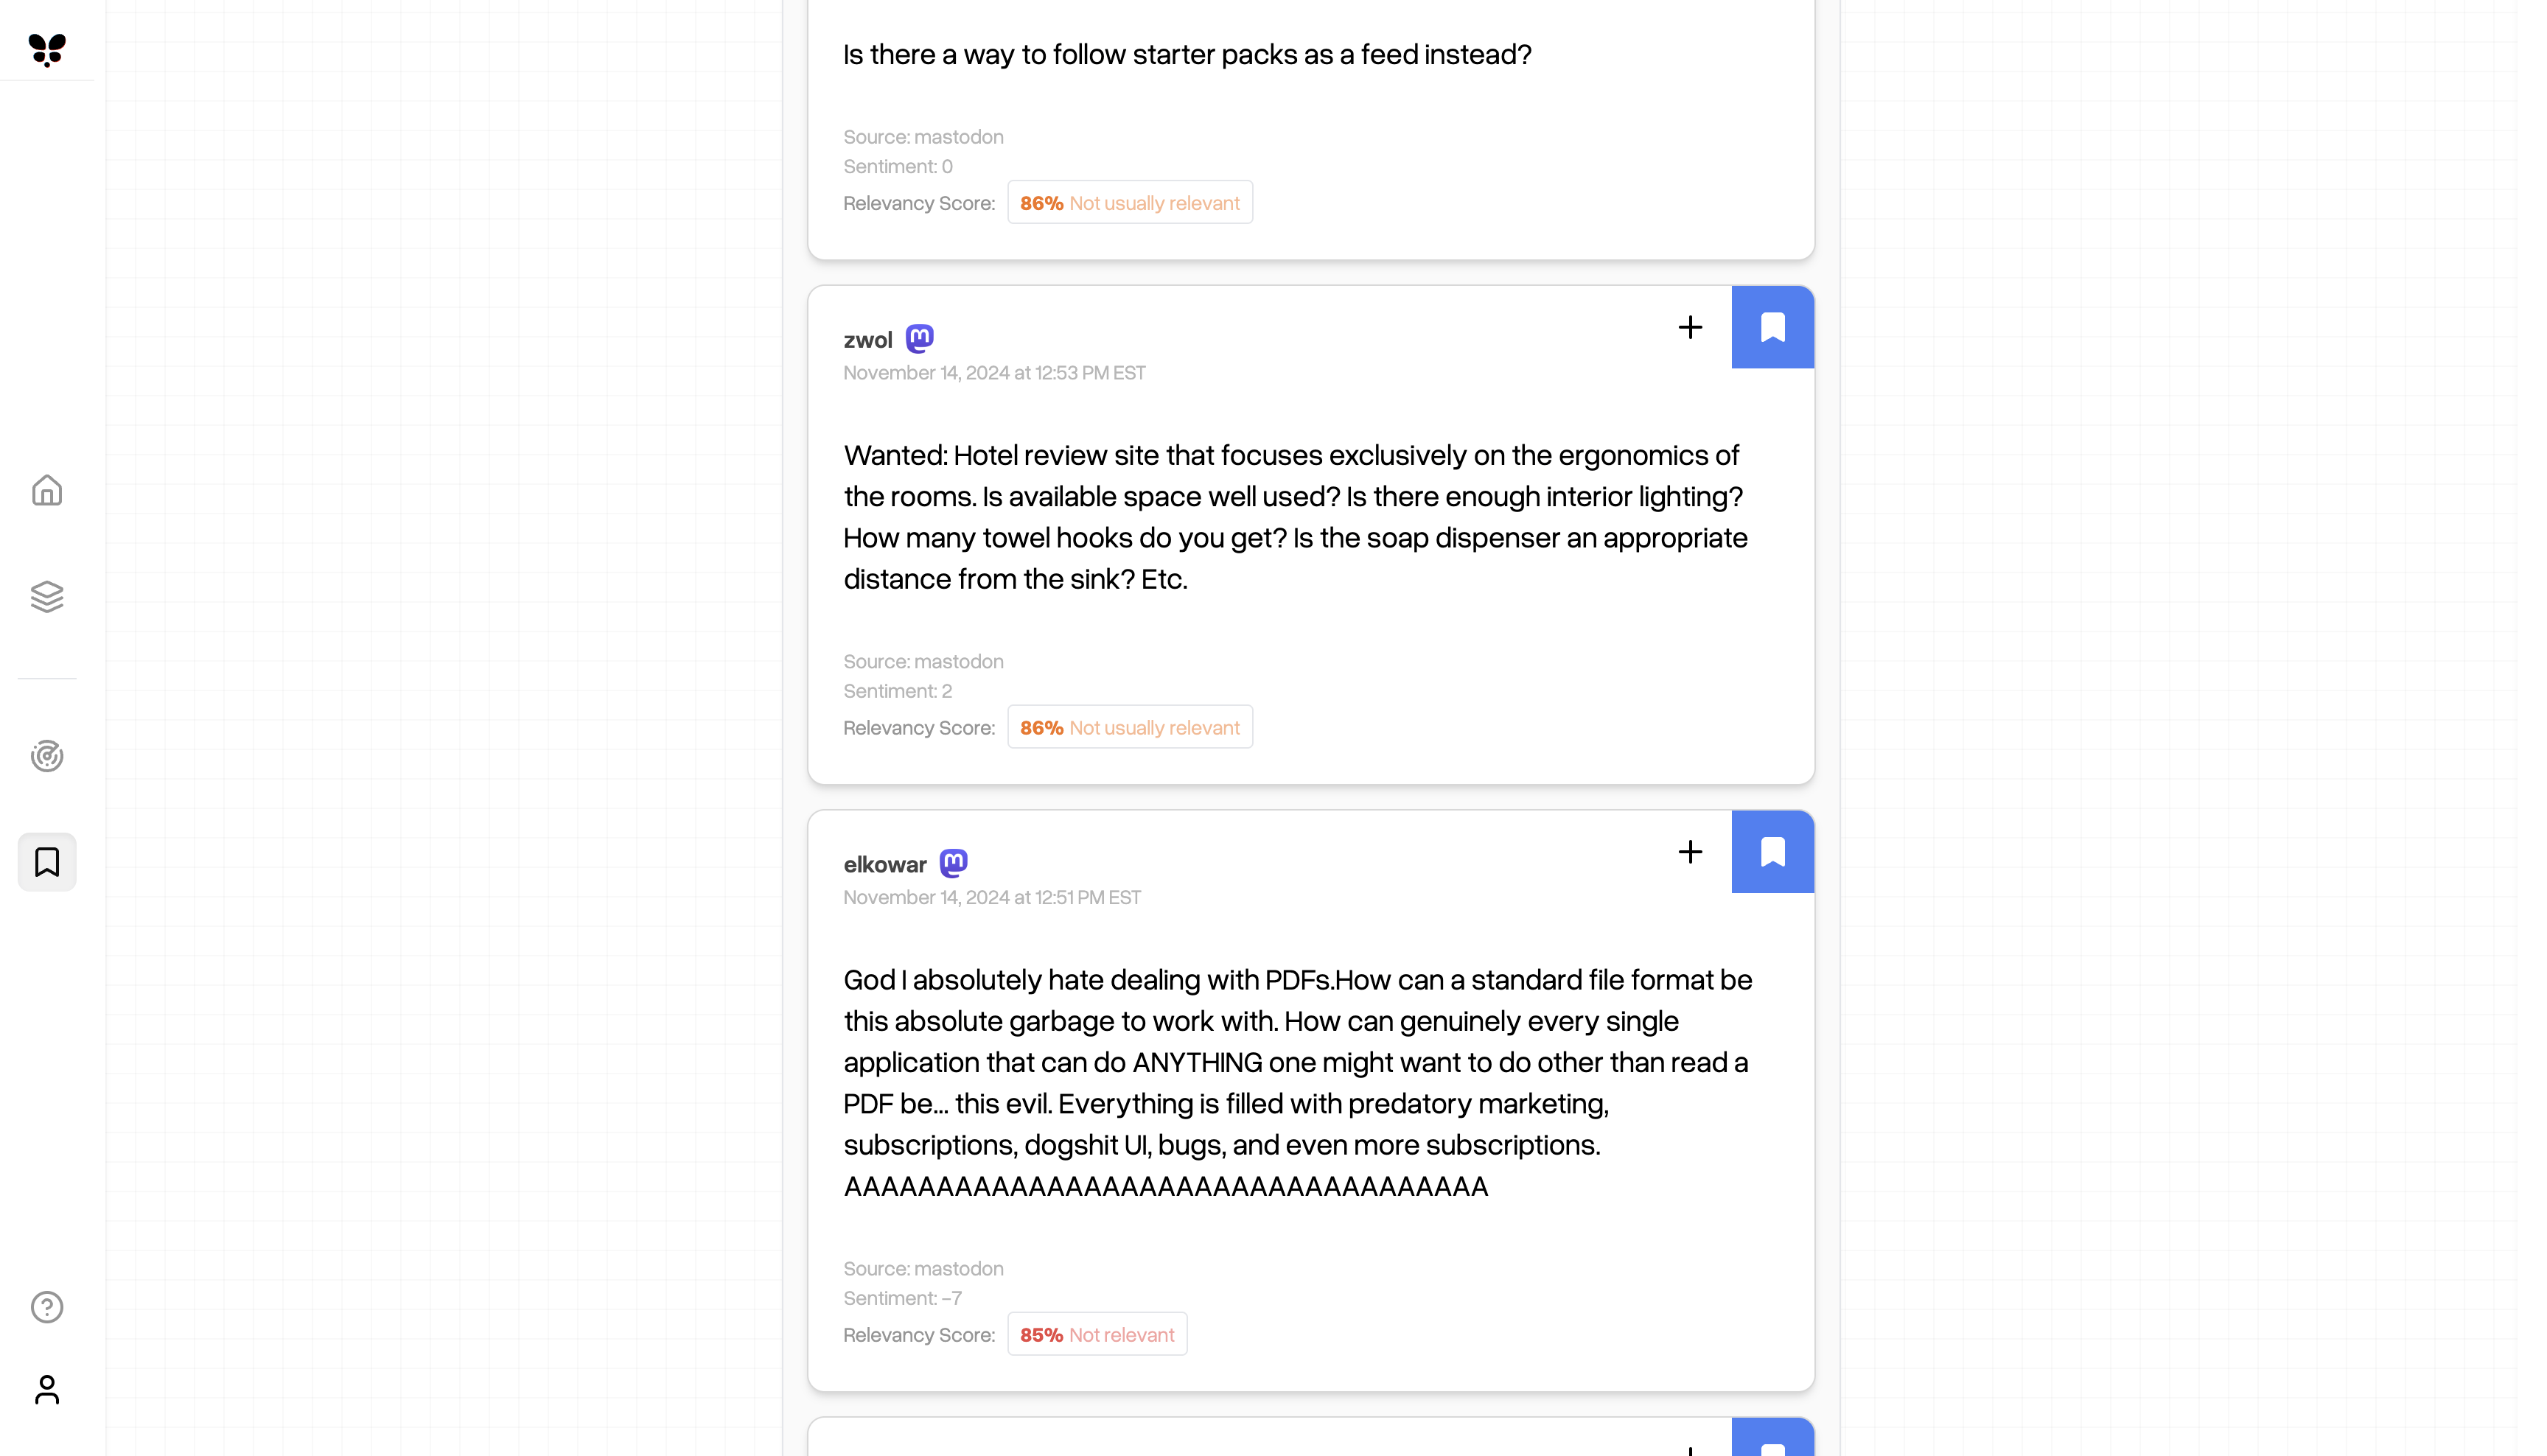 Is there a way to follow starter packs as a feed instead?
Source: mastodon
Sentiment: 0
Relevancy Score: 86% Not usually relevant
zwol
November 14, 2024 at 12:53 PM EST
Wanted: Hotel review site that focuses exclusively on the ergonomics of
the rooms. Is available space well used? Is there enough interior lighting?
How many towel hooks do you get? Is the soap dispenser an appropriate
distance from the sink? Etc.
Source: mastodon
Sentiment: 2
Relevancy Score: 86% Not usually relevant
elkowar
November 14, 2024 at 12:51 PM EST
God I absolutely hate dealing with PDFs.How can a standard file format be
this absolute garbage to work with. How can genuinely every single
application that can do ANYTHING one might want to do other than read a
PDF be... this evil. Everything is filled with predatory marketing,
subscriptions, dogshit UI, bugs, and even more subscriptions.
AAAAAAAAAAAAAAAAAAAAAAAAAAAAAAAAAAA
Source: mastodon
Sentiment: -7
Relevancy Score: 85% Not relevant